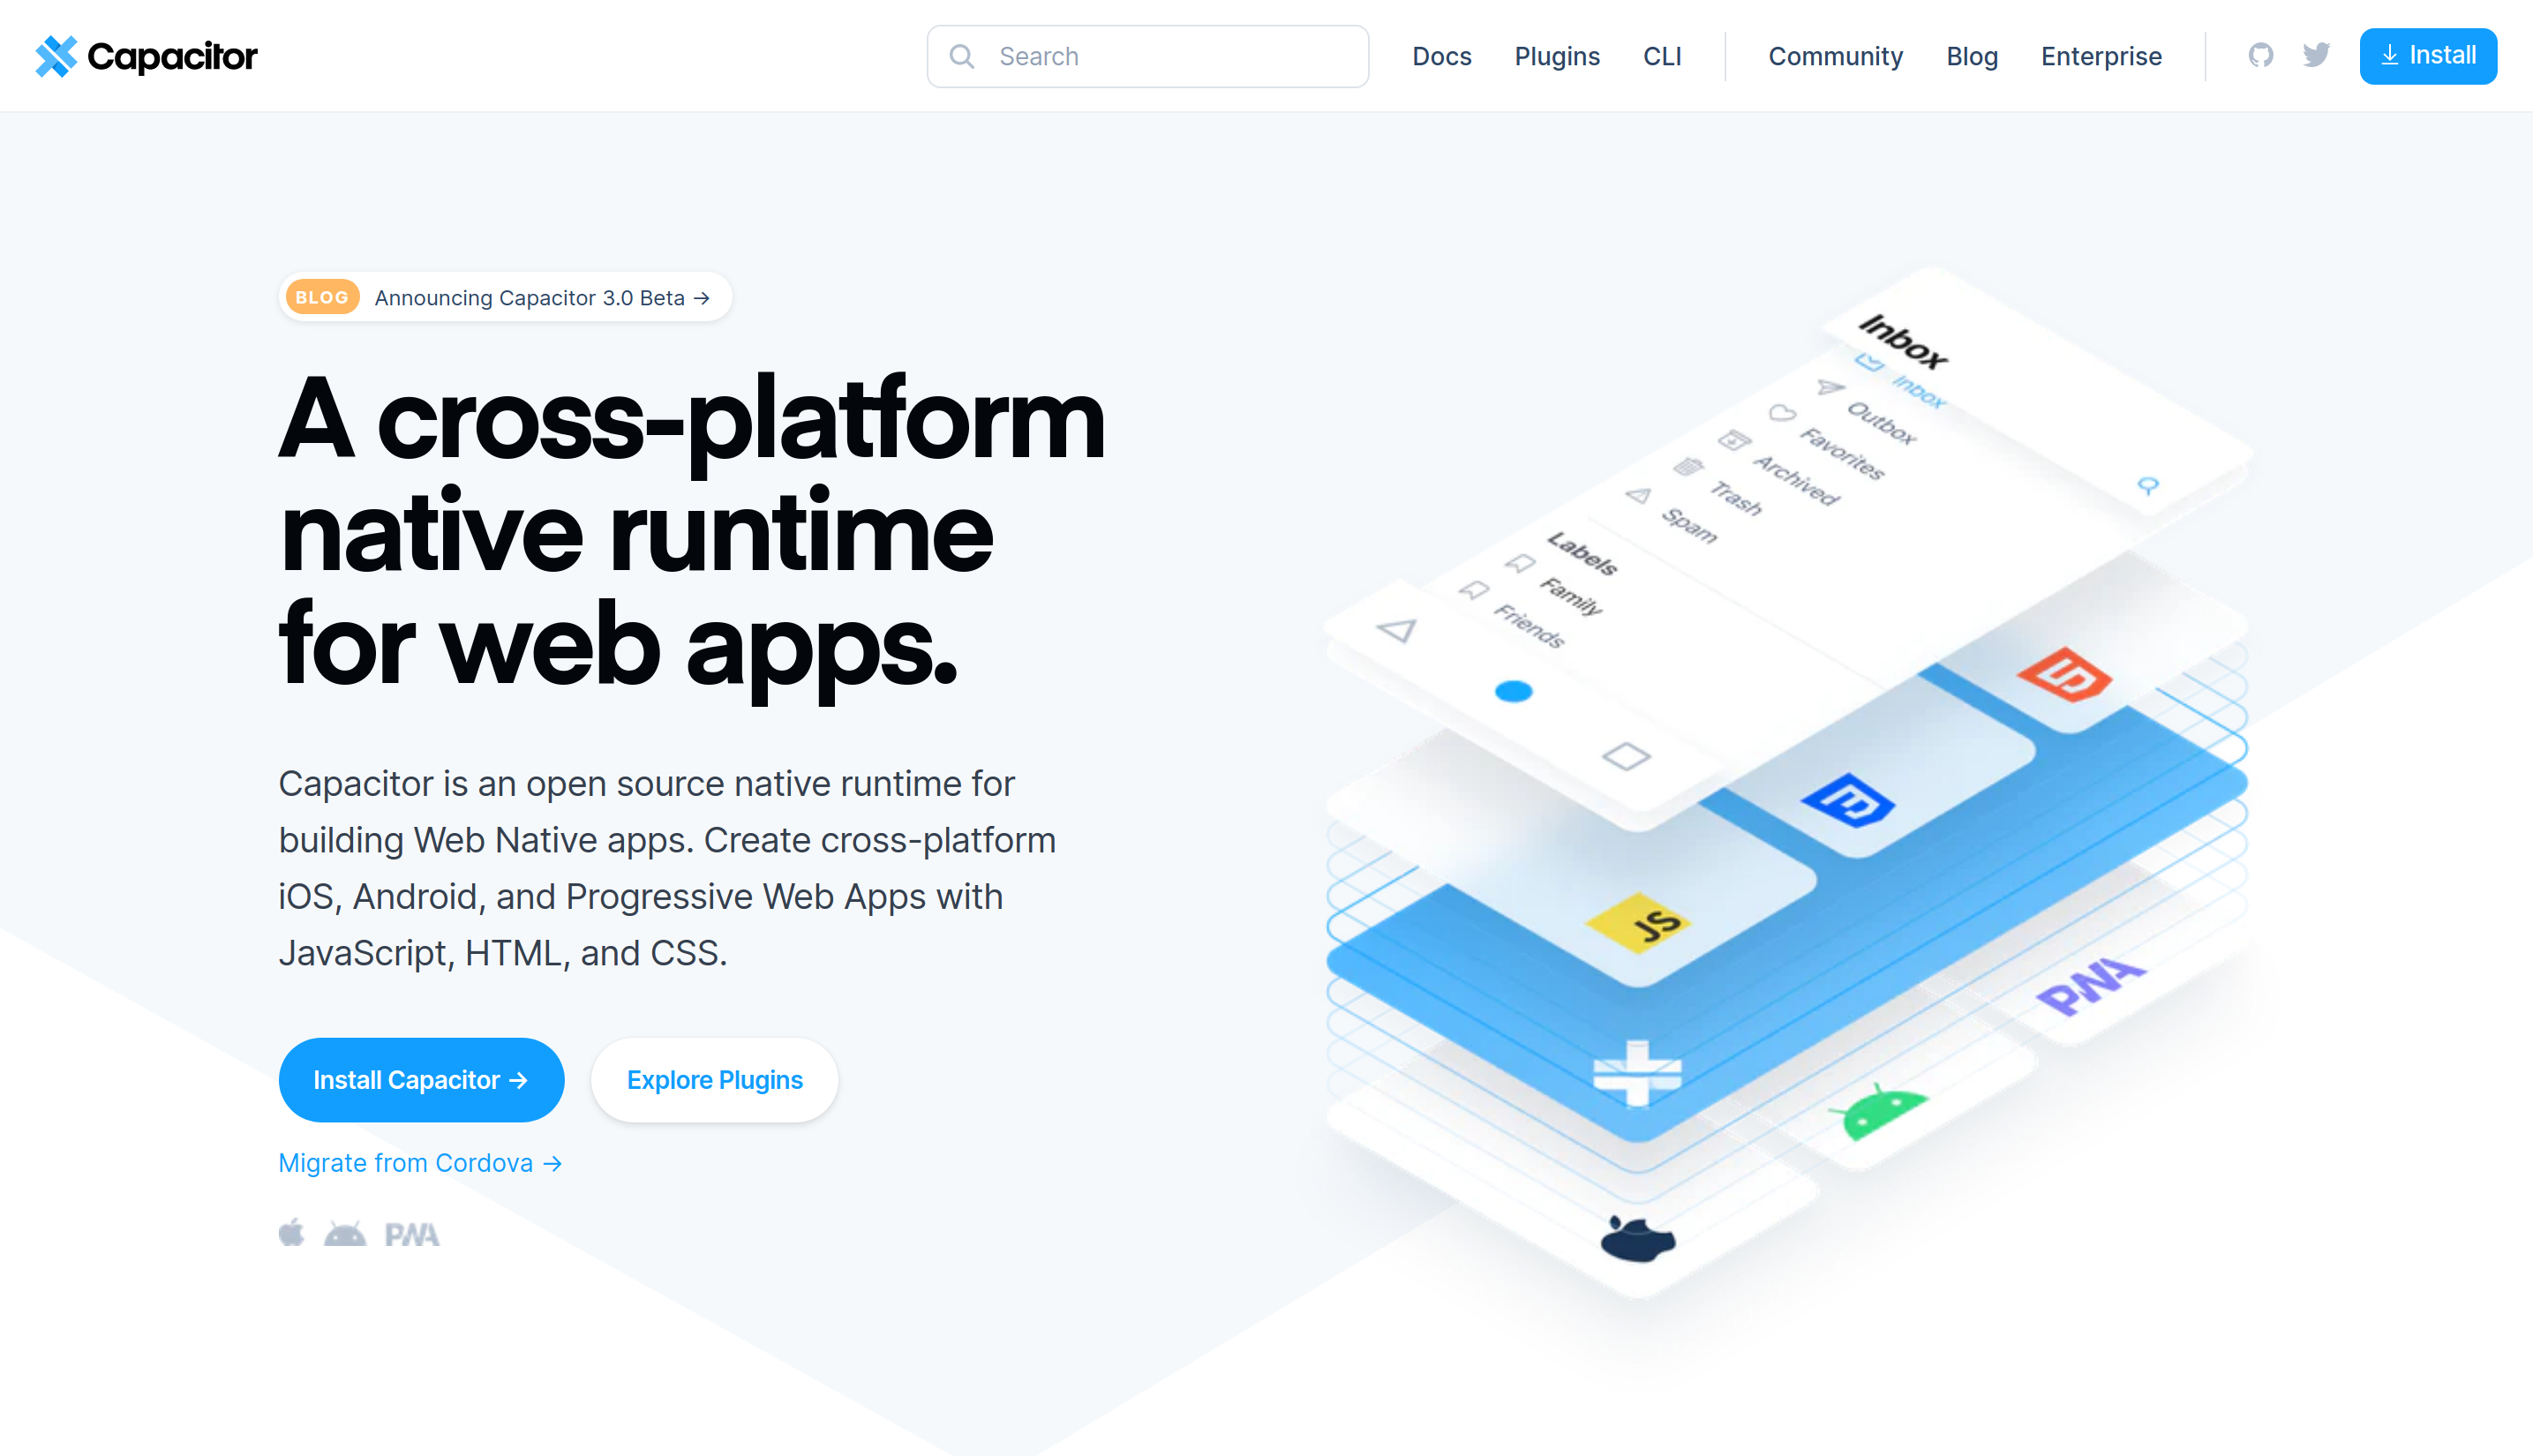 Capacitor
Search
Docs Plugins CLI Community Blog Enterprise Install
BLOG Announcing Capacitor 3.0 Beta →
A cross-platform
native runtime
for web apps.
Capacitor is an open source native runtime for
building Web Native apps. Create cross-platform
iOS, Android, and Progressive Web Apps with
JavaScript, HTML, and CSS.
Install Capacitor → Explore Plugins
Migrate from Cordova →
PWA
Inbox
Inbox
Outbox
Favorites
Archived
Trash
Spam
Labels
Family
Friends
JS
PWA